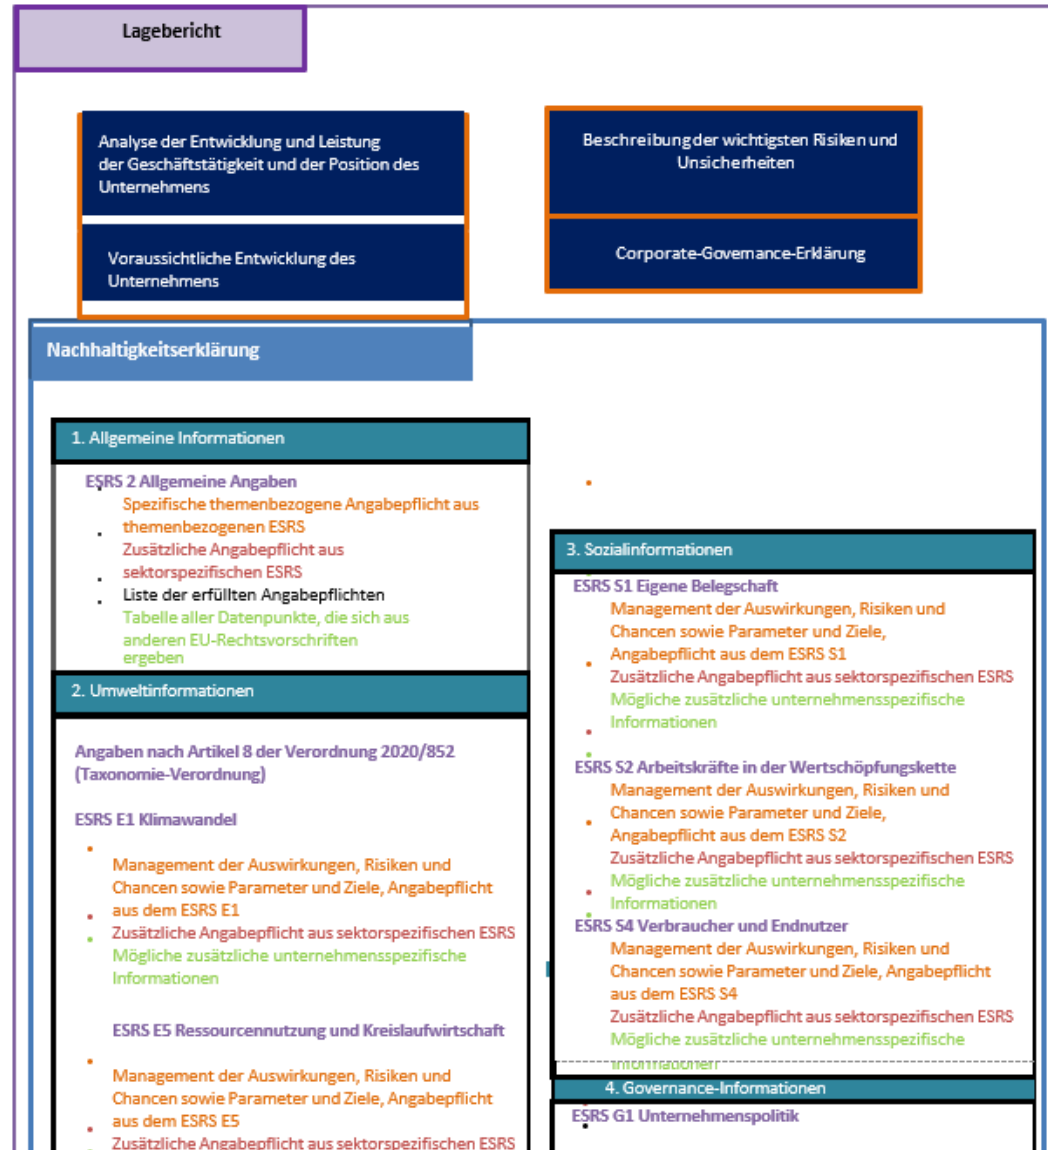 Lagebericht
Analyse der Entwicklung und Leistung
der Geschäftstätigkeit und der Position des
Unternehmens
Voraussichtliche Entwicklung des
Unternehmens
Beschreibung der wichtigsten Risiken und
Unsicherheiten
Corporate-Governance-Erklärung
Nachhaltigkeitserklärung
1. Allgemeine Informationen
ESRS 2 Allgemeine Angaben
Spezifische themenbezogene Angabepflicht aus
themenbezogenen ESRS
Zusätzliche Angabepflicht aus
sektorspezifischen ESRS
Liste der erfüllten Angabepflichten
Tabelle aller Datenpunkte, die sich aus
anderen EU-Rechtsvorschriften
ergeben
2. Umweltinformationen
Angaben nach Artikel 8 der Verordnung 2020/852
(Taxonomie-Verordnung)
ESRS E1 Klimawandel
Management der Auswirkungen, Risiken und
Chancen sowie Parameter und Ziele, Angabepflicht
aus dem ESRS E1
Zusätzliche Angabepflicht aus sektorspezifischen ESRS
Mögliche zusätzliche unternehmensspezifische
Informationen
ESRS E5 Ressourcennutzung und Kreislaufwirtschaft
Management der Auswirkungen, Risiken und
Chancen sowie Parameter und Ziele, Angabepflicht
aus dem ESRS E5
Zusätzliche Angabepflicht aus sektorspezifischen ESRS
3. Sozialinformationen
ESRS S1 Eigene Belegschaft
Management der Auswirkungen, Risiken und
Chancen sowie Parameter und Ziele,
Angabepflicht aus dem ESRS S1
Zusätzliche Angabepflicht aus sektorspezifischen ESRS
Mögliche zusätzliche unternehmensspezifische
Informationen
ESRS S2 Arbeitskräfte in der Wertschöpfungskette
Management der Auswirkungen, Risiken und
Chancen sowie Parameter und Ziele,
Angabepflicht aus dem ESRS S2
Zusätzliche Angabepflicht aus sektorspezifischen ESRS
Mögliche zusätzliche unternehmensspezifische
Informationen
ESRS S4 Verbraucher und Endnutzer
Management der Auswirkungen, Risiken und
Chancen sowie Parameter und Ziele, Angabepflicht
aus dem ESRS S4
Zusätzliche Angabepflicht aus sektorspezifischen ESRS
Mögliche zusätzliche unternehmensspezifische
Informationen
4. Governance-Informationen
ESRS G1 Unternehmenspolitik